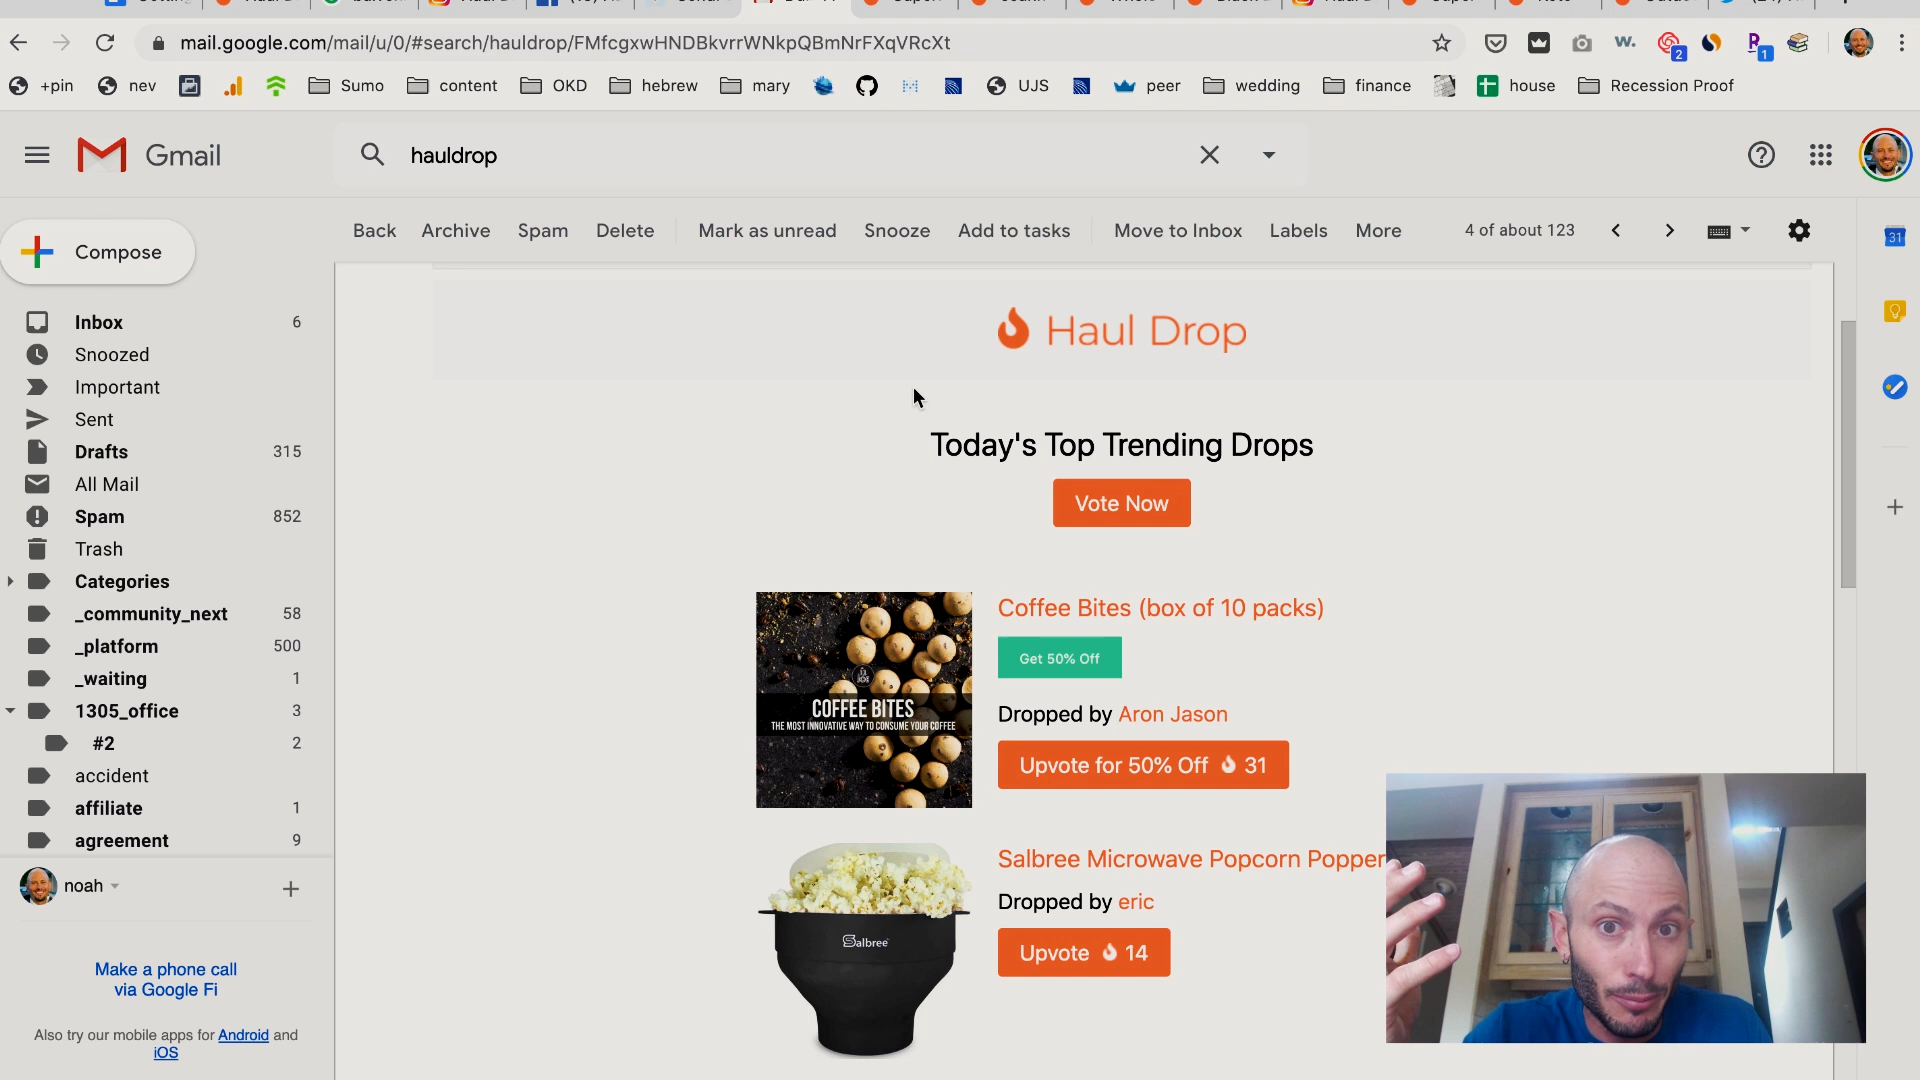 mail.google.com/mail/u/0/#search/hauldrop/FMfcgxwHNDBkvrrWNkpQBmNrFXqVRcXt
W.
2
1
+pin
nev
Sumo
content
OKD
hebrew
mary
UJS
peer
wedding
finance
house
Recession Proof
Gmail
hauldrop
Compose
Back
Archive
Spam
Delete
Mark as unread
Snooze
Add to tasks
Move to Inbox
Labels
More
4 of about 123
31
Inbox 6
Snoozed
Important
Sent
Drafts 315
All Mail
Spam 852
Trash
Categories
_community_next 58
_platform 500
_waiting 1
1305_office 3
#2 2
accident
affiliate 1
agreement 9
noah
Make a phone call
via Google Fi
Also try our mobile apps for Android and
iOS
Haul Drop
Today's Top Trending Drops
Vote Now
COFFEE BITES
THE MOST INNOVATIVE WAY TO CONSUME YOUR COFFEE
Coffee Bites (box of 10 packs)
Get 50% Off
Dropped by Aron Jason
Upvote for 50% Off 31
Salbree
Salbree Microwave Popcorn Popper
Dropped by eric
Upvote 14